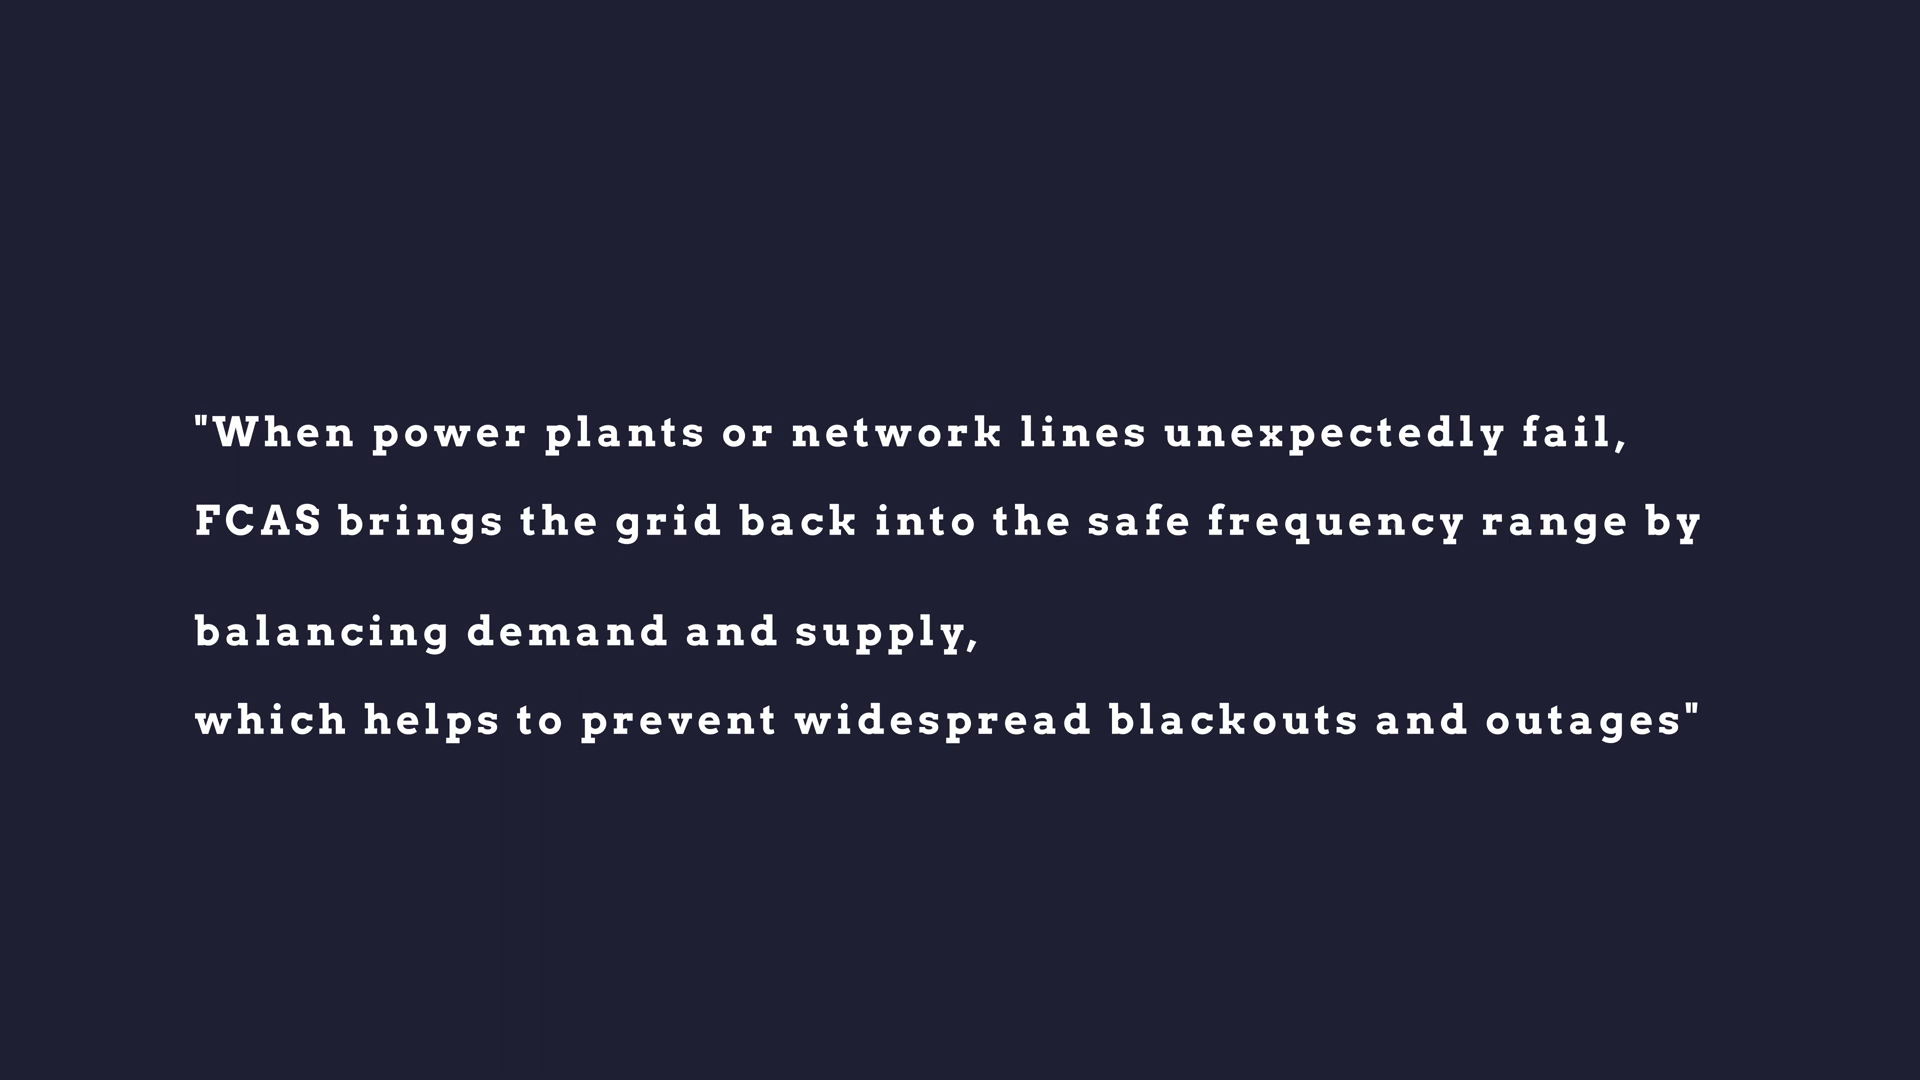 "When power plants or network lines unexpectedly fail,
FCAS brings the grid back into the safe frequency range by
balancing demand and supply,
which helps to prevent widespread blackouts and outages"